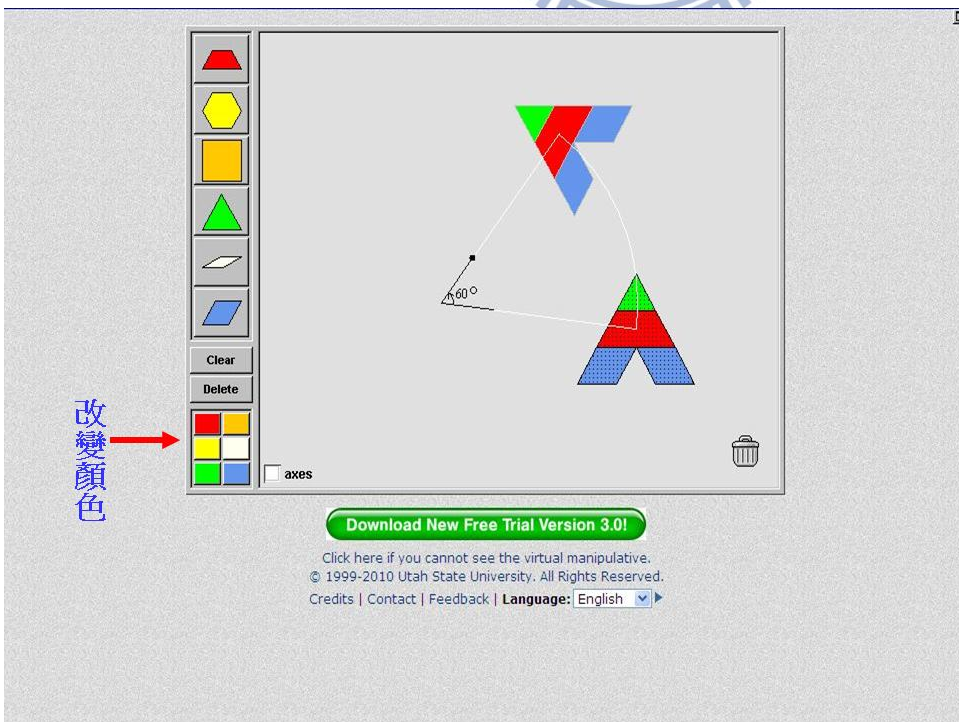 60°
Clear
Delete
改變顏色
axes
Download New Free Trial Version 3.0!
Click here if you cannot see the virtual manipulative.
© 1999-2010 Utah State University. All Rights Reserved.
Credits | Contact | Feedback | Language: English